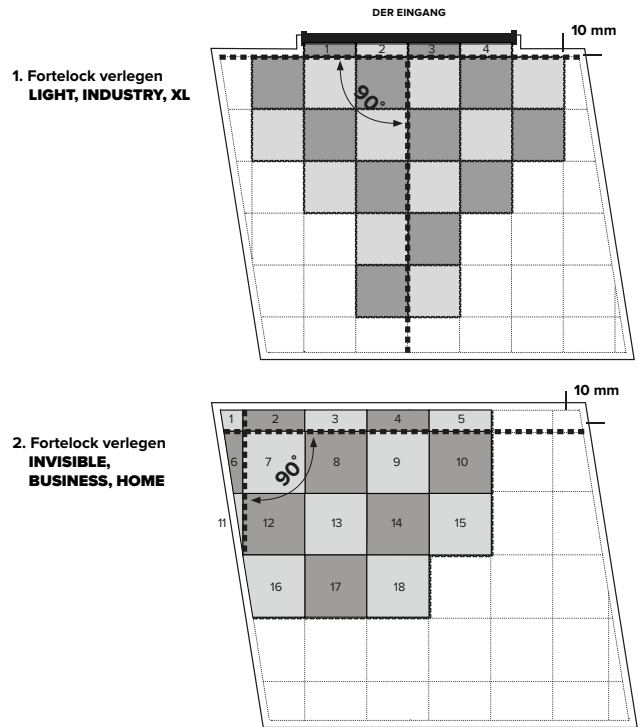 DER EINGANG
10 mm
1 2 3 4
1. Fortelock verlegen
LIGHT, INDUSTRY, XL
90°
10 mm
1 2 3 4 5
2. Fortelock verlegen
INVISIBLE,
BUSINESS, HOME
6 7 8 9 10
90°
11 12 13 14 15
16 17 18